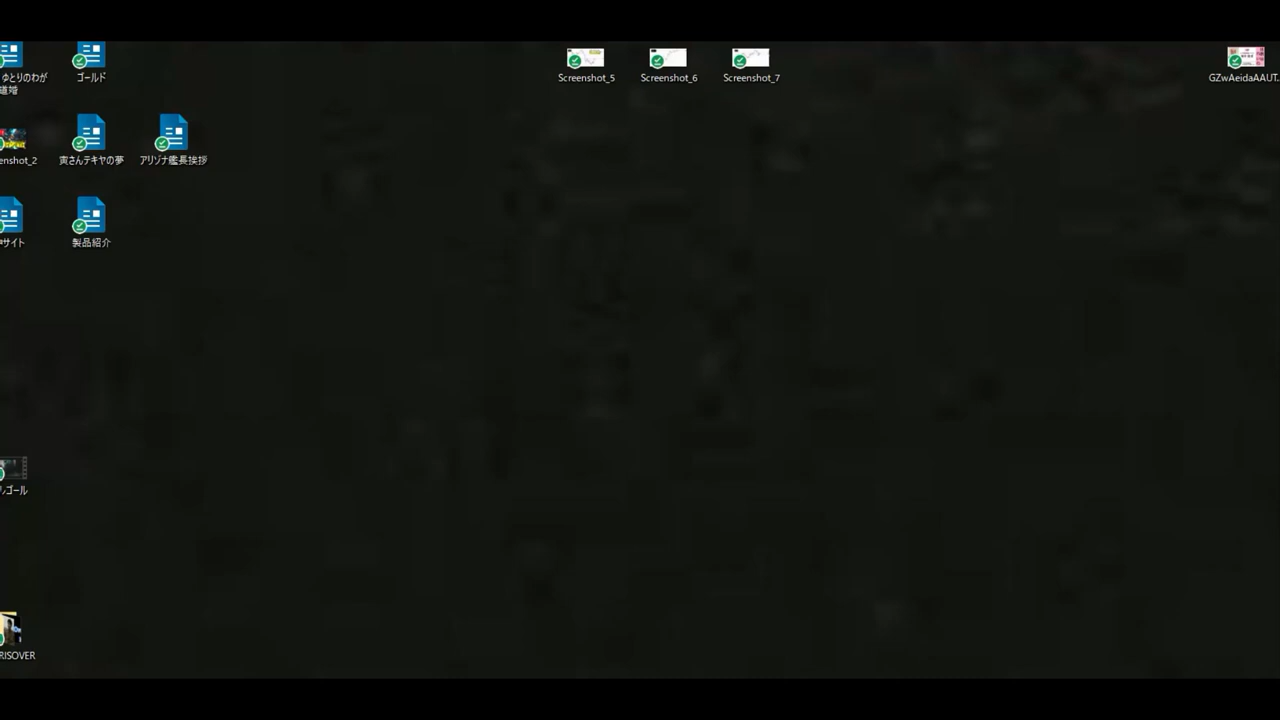 ゆとりのわが
道姫
ゴールド
Screenshot_5
Screenshot_6
Screenshot_7
GZwAeidaAAUT...
enshot_2
寅さんテキヤの夢
アリゾナ艦長挨拶
サイト
製品紹介
ルゴール
RISOVER